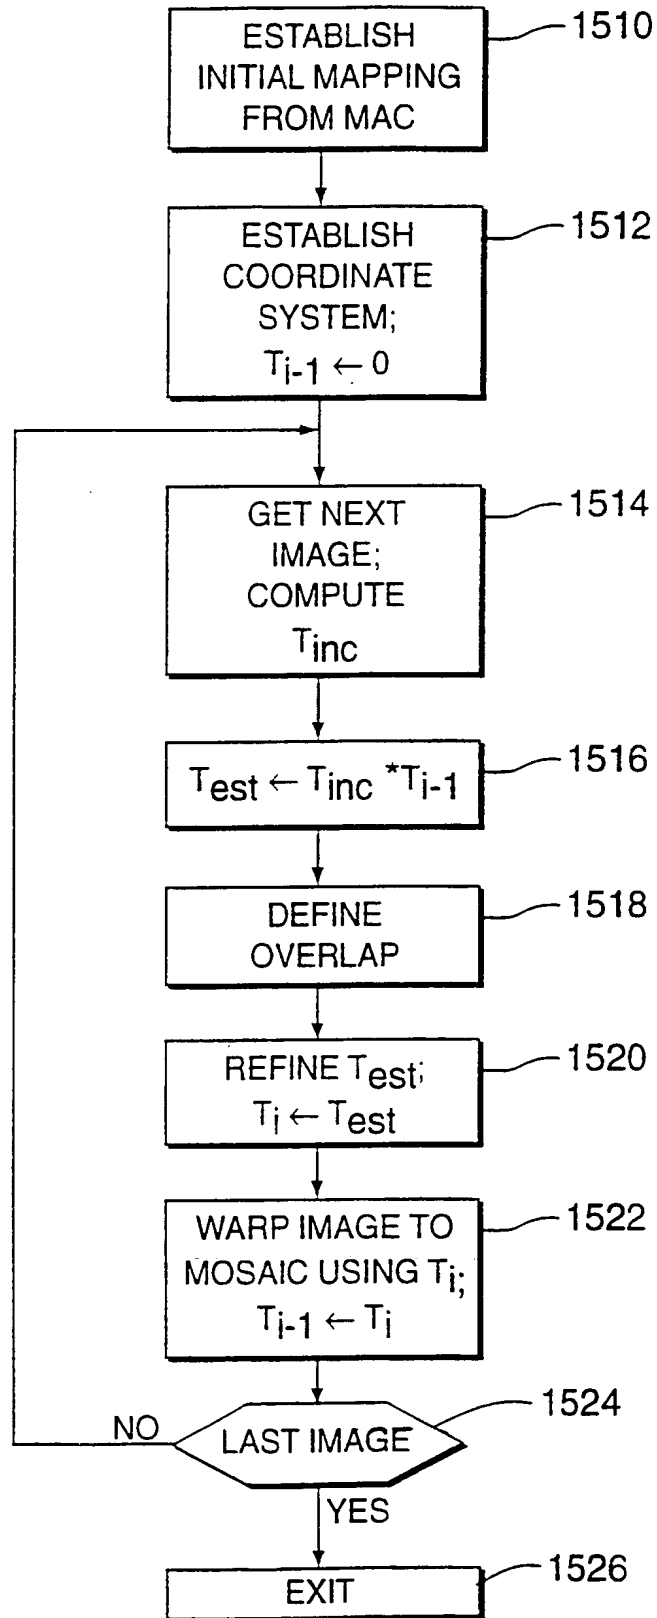 ESTABLISH
INITIAL MAPPING
FROM MAC
1510
ESTABLISH
COORDINATE
SYSTEM;
Ti-1 ← 0
1512
GET NEXT
IMAGE;
COMPUTE
Tinc
1514
Test ← Tinc *Ti-1
1516
DEFINE
OVERLAP
1518
REFINE Test;
Ti ← Test
1520
WARP IMAGE TO
MOSAIC USING Ti;
Ti-1 ← Ti
1522
LAST IMAGE
1524
NO
YES
EXIT
1526